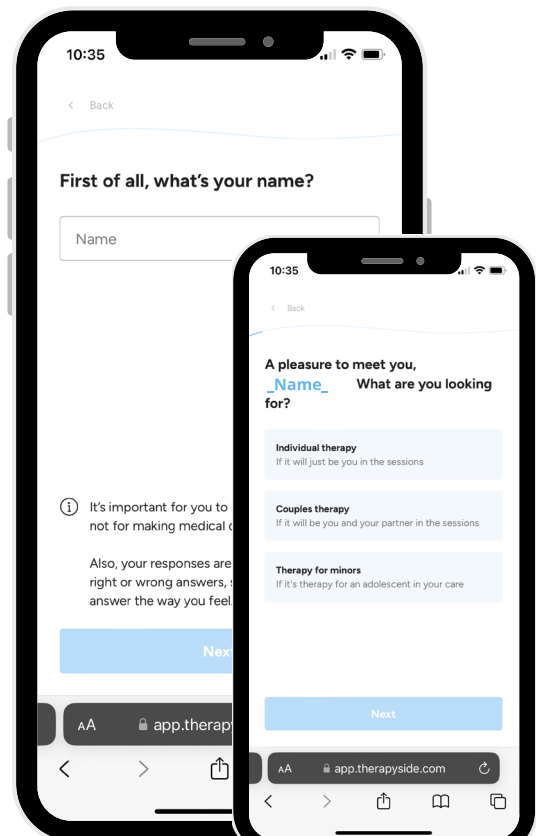 10:35
Back
First of all, what's your name?
Name
It's important for you to
not for making medical
Also, your responses are
right or wrong answers,
answer the way you feel.
Next
AA
app.therapy
10:35
Back
A pleasure to meet you,
_Name_ What are you looking
for?
Individual therapy
If it will just be you in the sessions
Couples therapy
If it will be you and your partner in the sessions
Therapy for minors
If it's therapy for an adolescent in your care
Next
AA
app.therapyside.com